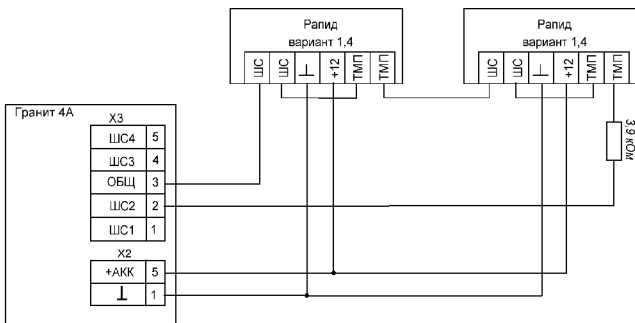 Рапид
вариант 1,4
ШС
ШС
⊥
+12
ТМП
ТМП
Рапид
вариант 1,4
ШС
ШС
⊥
+12
ТМП
ТМП
3,9 кОм
Гранит 4А
X3
ШС4 5
ШС3 4
ОБЩ 3
ШС2 2
ШС1 1
X2
+АКК 5
⊥ 1